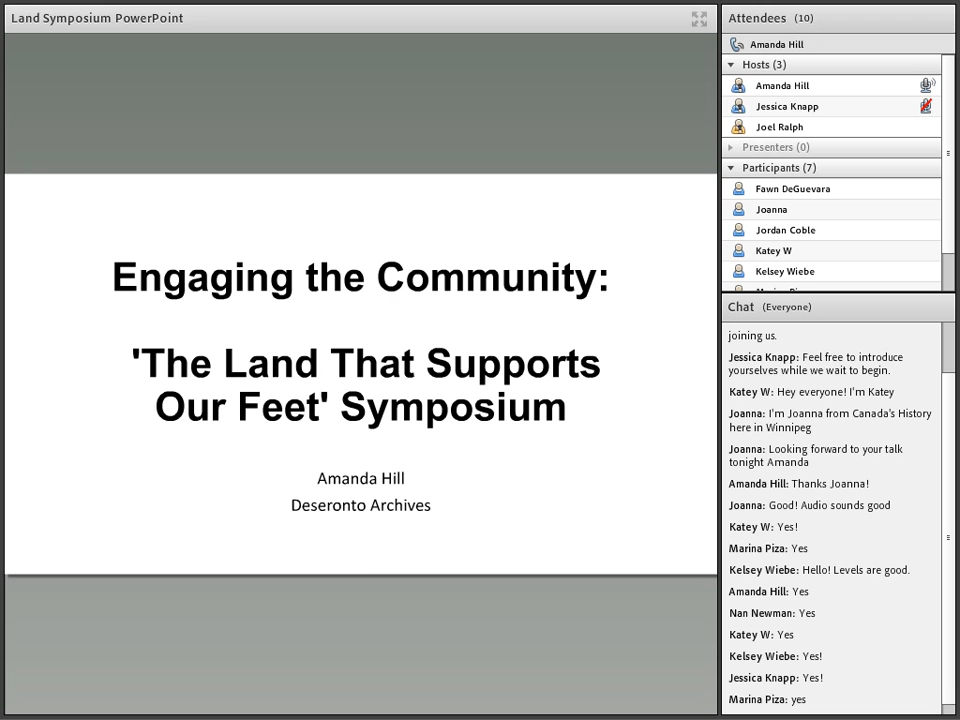 Land Symposium PowerPoint
Engaging the Community:
'The Land That Supports
Our Feet' Symposium
Amanda Hill
Deseronto Archives
Attendees (10)
Amanda Hill
Hosts (3)
Amanda Hill
Jessica Knapp
Joel Ralph
Presenters (0)
Participants (7)
Fawn DeGuevara
Joanna
Jordan Coble
Katey W
Kelsey Wiebe
Chat (Everyone)
joining us.
Jessica Knapp: Feel free to introduce
yourselves while we wait to begin.
Katey W: Hey everyone! I'm Katey
Joanna: I'm Joanna from Canada's History
here in Winnipeg
Joanna: Looking forward to your talk
tonight Amanda
Amanda Hill: Thanks Joanna!
Joanna: Good! Audio sounds good
Katey W: Yes!
Marina Piza: Yes
Kelsey Wiebe: Hello! Levels are good.
Amanda Hill: Yes
Nan Newman: Yes
Katey W: Yes
Kelsey Wiebe: Yes!
Jessica Knapp: Yes!
Marina Piza: yes